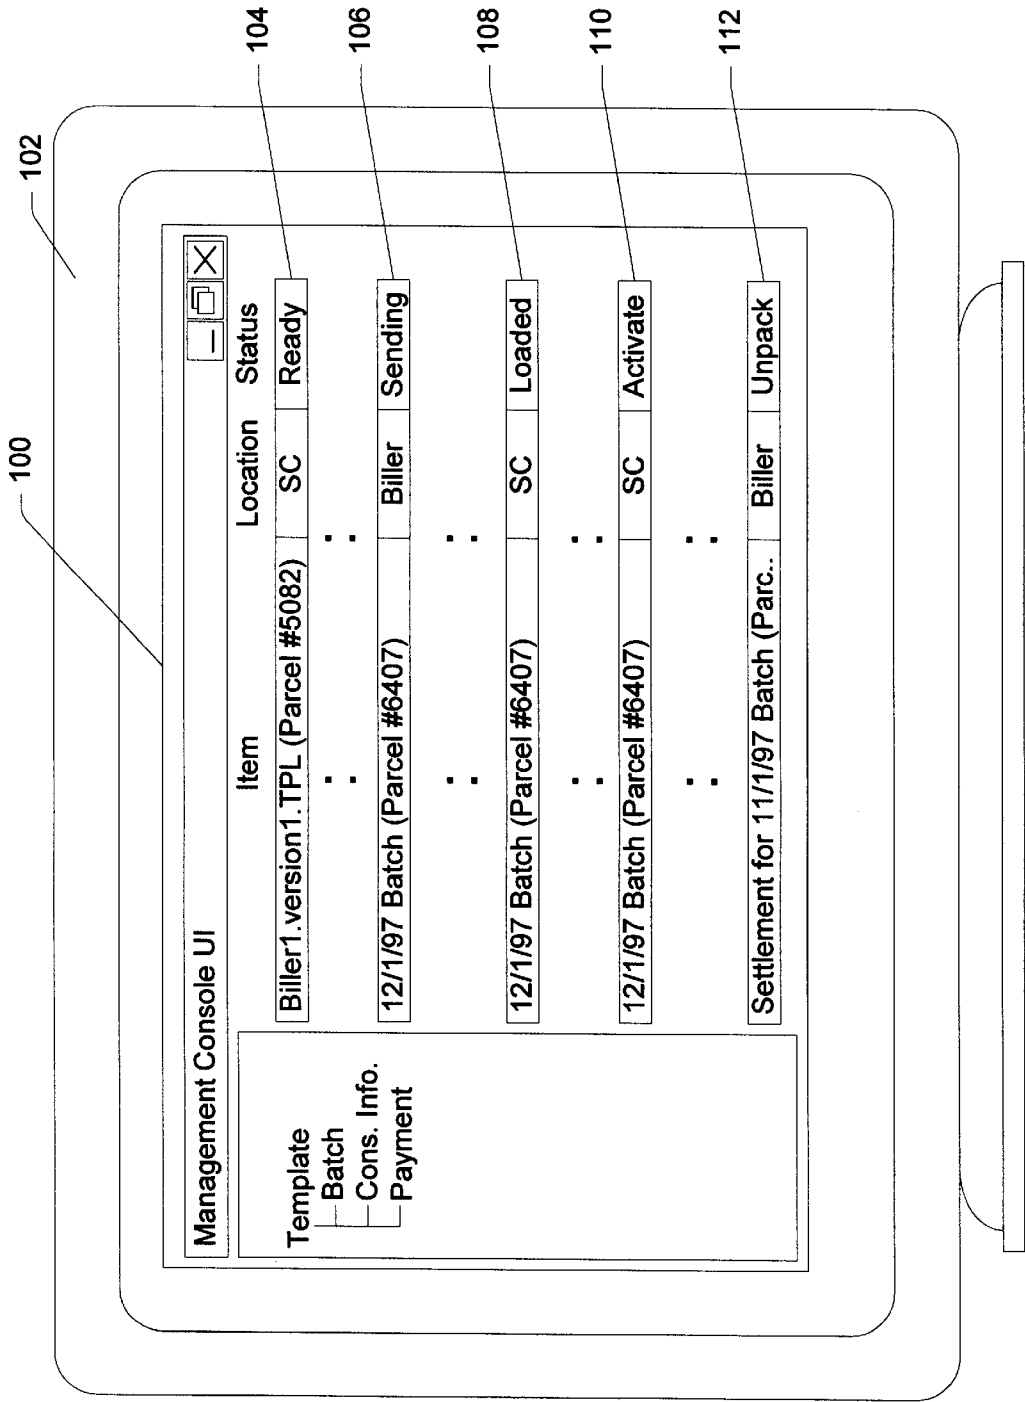 100
102
Management Console UI
Template
Batch
Cons. Info.
Payment
Item Location Status
Biller1.version1.TPL (Parcel #5082) SC Ready 104
: :
12/1/97 Batch (Parcel #6407) Biller Sending 106
: :
12/1/97 Batch (Parcel #6407) SC Loaded 108
: :
12/1/97 Batch (Parcel #6407) SC Activate 110
: :
Settlement for 11/1/97 Batch (Parc.. Biller Unpack 112